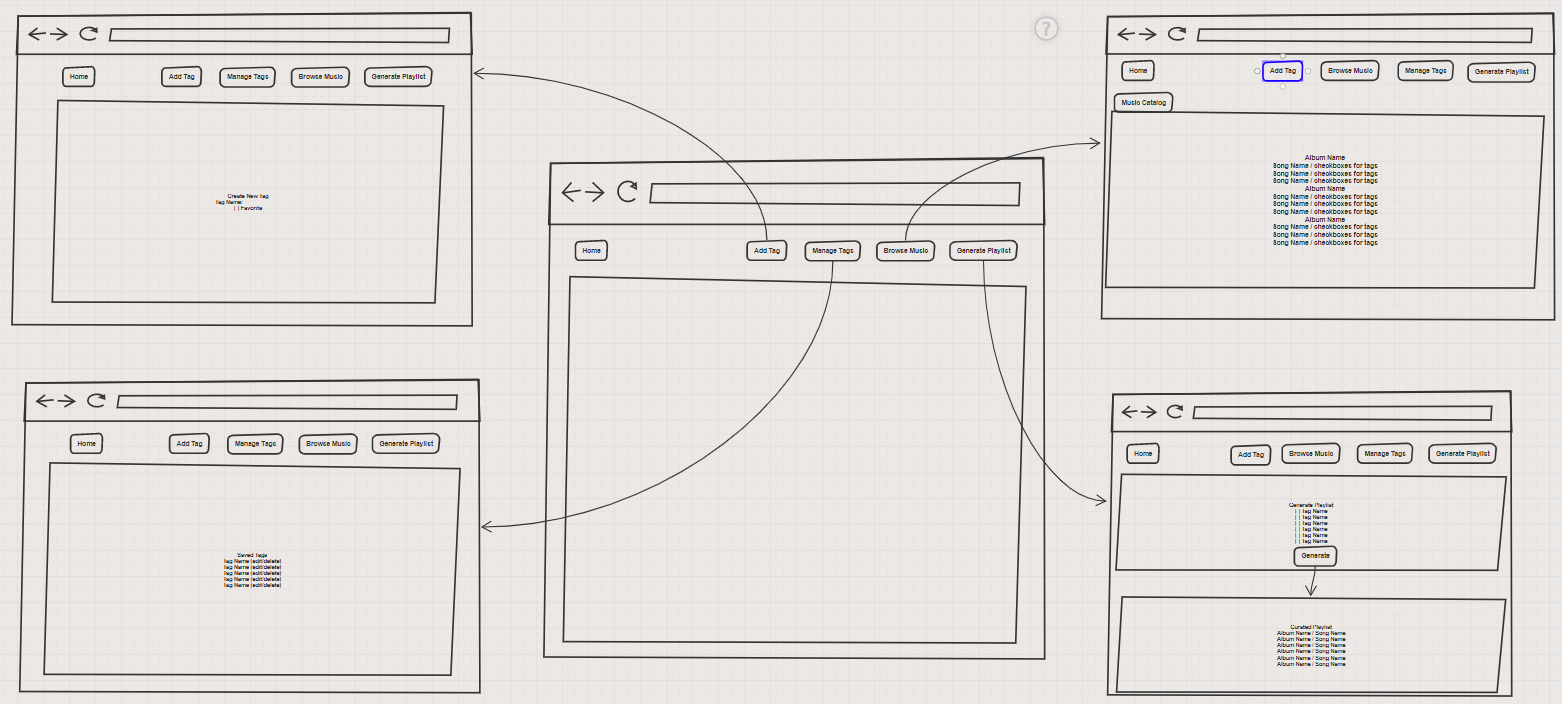 Home
Add Tag
Manage Tags
Browse Music
Generate Playlist
Create New Tag
Tag Name:
[ ] Favorite
?
Home
Add Tag
Browse Music
Manage Tags
Generate Playlist
Music Catalog
Album Name
Song Name / checkboxes for tags
Song Name / checkboxes for tags
Song Name / checkboxes for tags
Album Name
Song Name / checkboxes for tags
Song Name / checkboxes for tags
Song Name / checkboxes for tags
Album Name
Song Name / checkboxes for tags
Song Name / checkboxes for tags
Song Name / checkboxes for tags
Home
Add Tag
Manage Tags
Browse Music
Generate Playlist
Home
Add Tag
Manage Tags
Browse Music
Generate Playlist
Saved Tags
Tag Name (edit/delete)
Tag Name (edit/delete)
Tag Name (edit/delete)
Tag Name (edit/delete)
Tag Name (edit/delete)
Home
Add Tag
Browse Music
Manage Tags
Generate Playlist
Generate Playlist
[ ] Tag Name
[ ] Tag Name
[ ] Tag Name
[ ] Tag Name
[ ] Tag Name
[ ] Tag Name
Generate
Curated Playlist
Album Name / Song Name
Album Name / Song Name
Album Name / Song Name
Album Name / Song Name
Album Name / Song Name
Album Name / Song Name